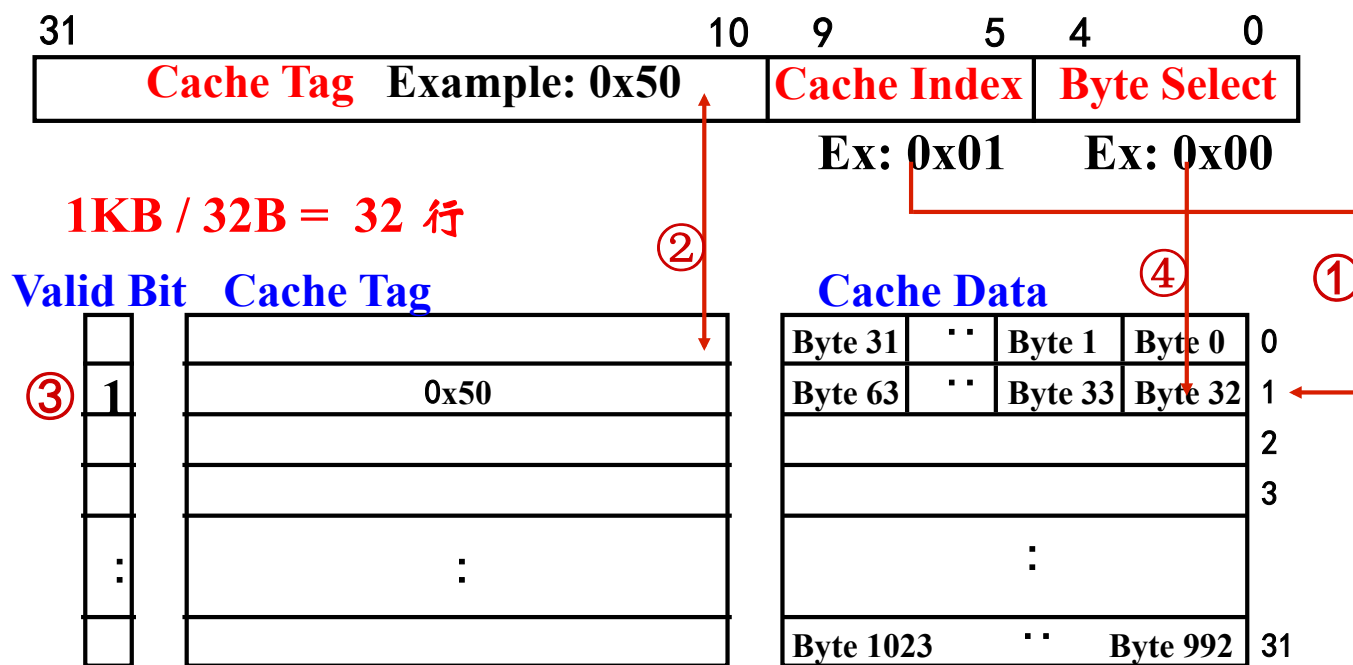 31 10 9 5 4 0
Cache Tag Example: 0x50 Cache Index Byte Select
Ex: 0x01 Ex: 0x00
1KB / 32B = 32 行
② ④ ①
Valid Bit Cache Tag Cache Data
Byte 31 ·· Byte 1 Byte 0 0
③ 1 0x50 Byte 63 ·· Byte 33 Byte 32 1
2
3
: : :
Byte 1023 ·· Byte 992 31